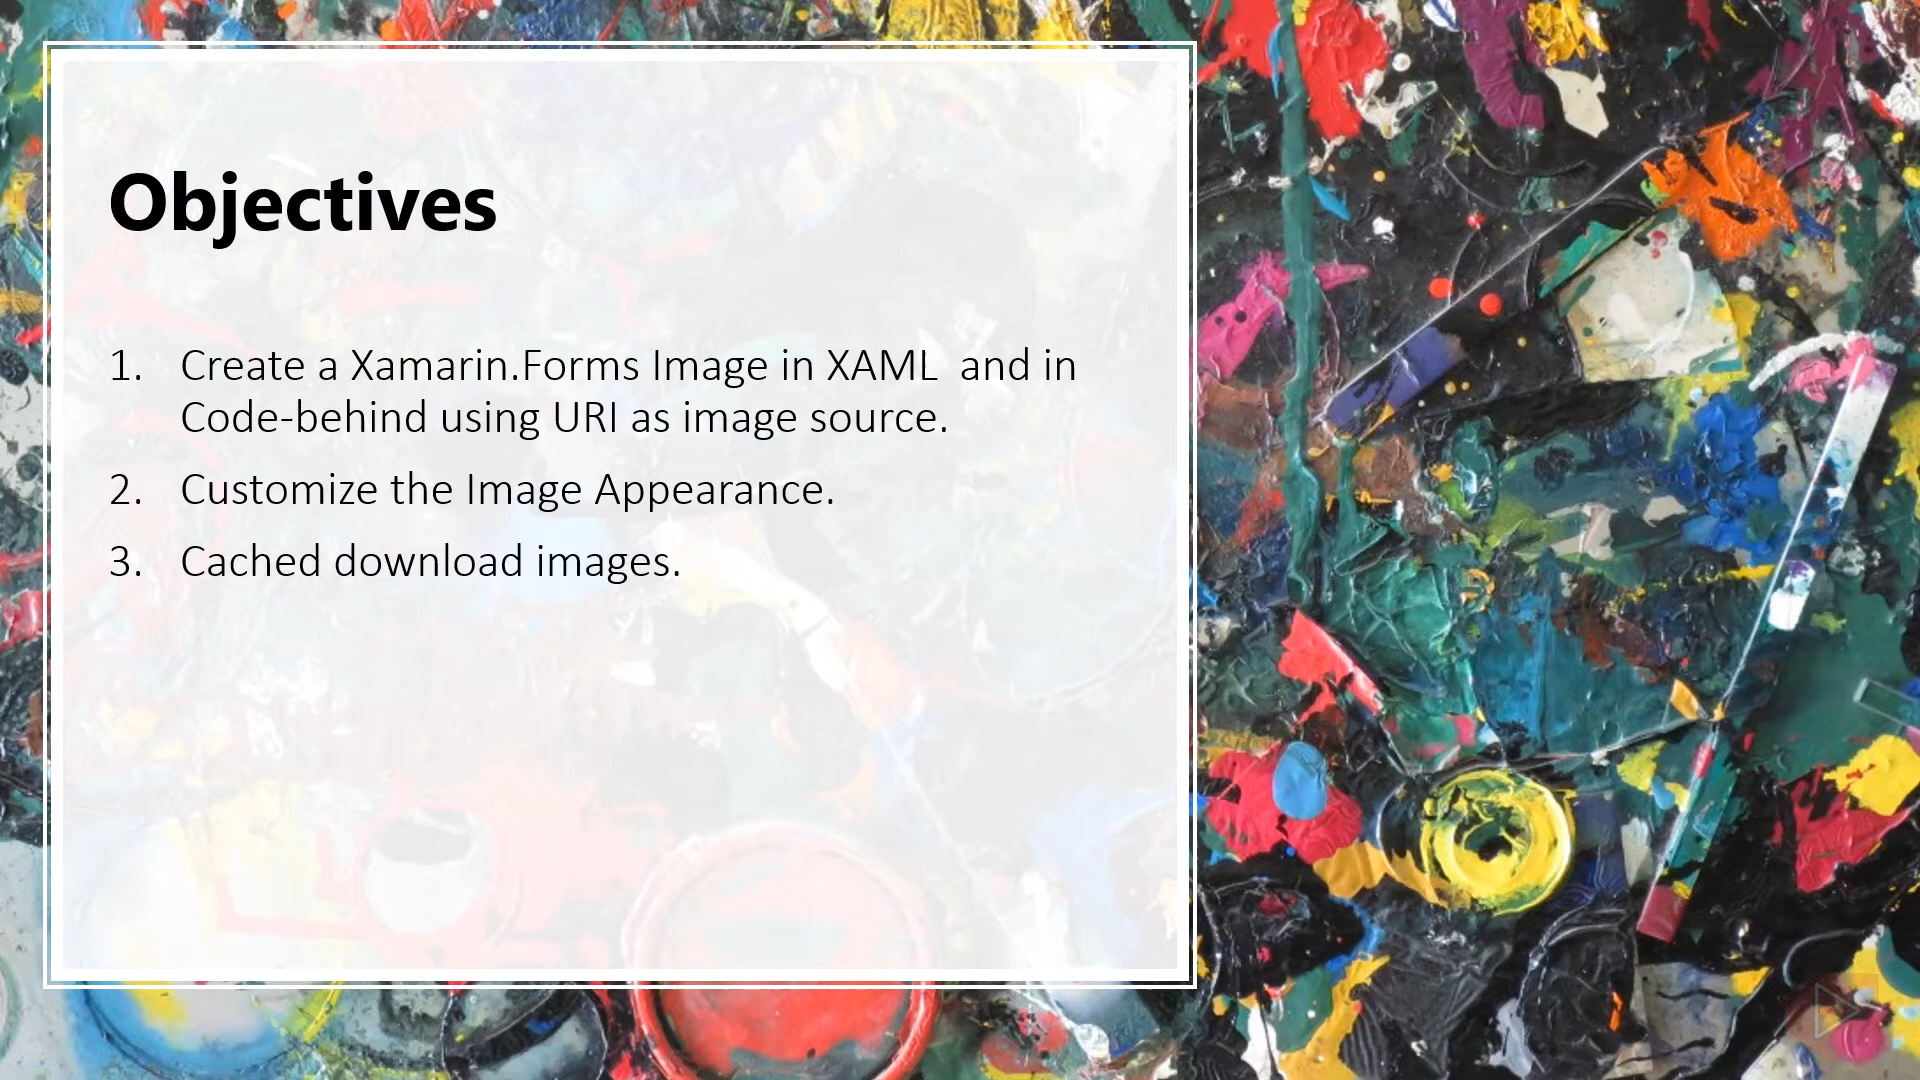 Objectives
1. Create a Xamarin.Forms Image in XAML  and in
Code-behind using URI as image source.
2. Customize the Image Appearance.
3. Cached download images.